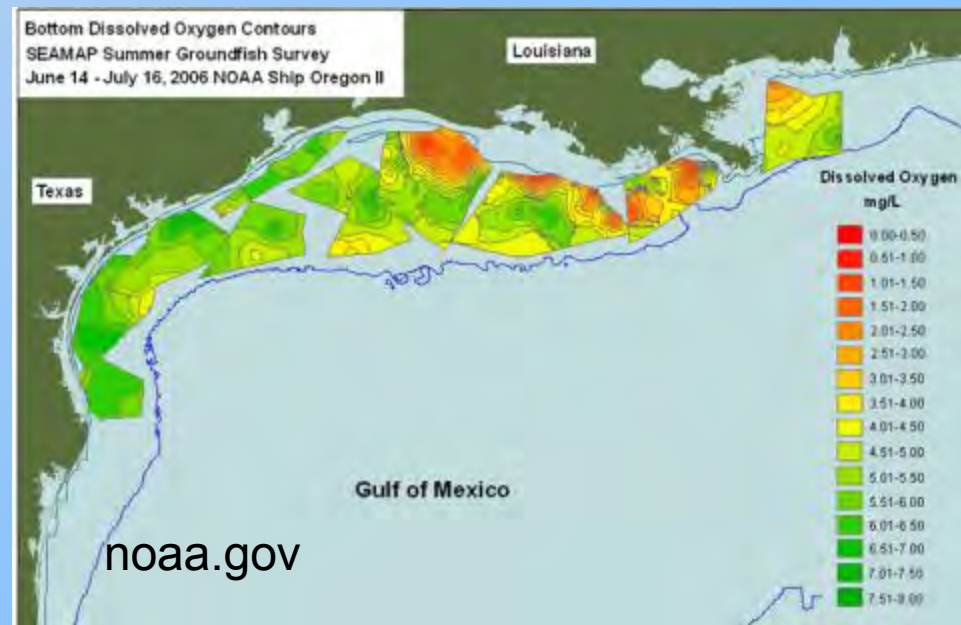 Bottom Dissolved Oxygen Contours
SEAMAP Summer Groundfish Survey
June 14 - July 16, 2006 NOAA Ship Oregon II
Louisiana
Texas
Dissolved Oxygen
mg/L
0.00-0.50
0.51-1.00
1.01-1.50
1.51-2.00
2.01-2.50
2.51-3.00
3.01-3.50
3.51-4.00
4.01-4.50
4.51-5.00
5.01-5.50
5.51-6.00
6.01-6.50
6.51-7.00
7.01-7.50
7.51-8.00
Gulf of Mexico
noaa.gov